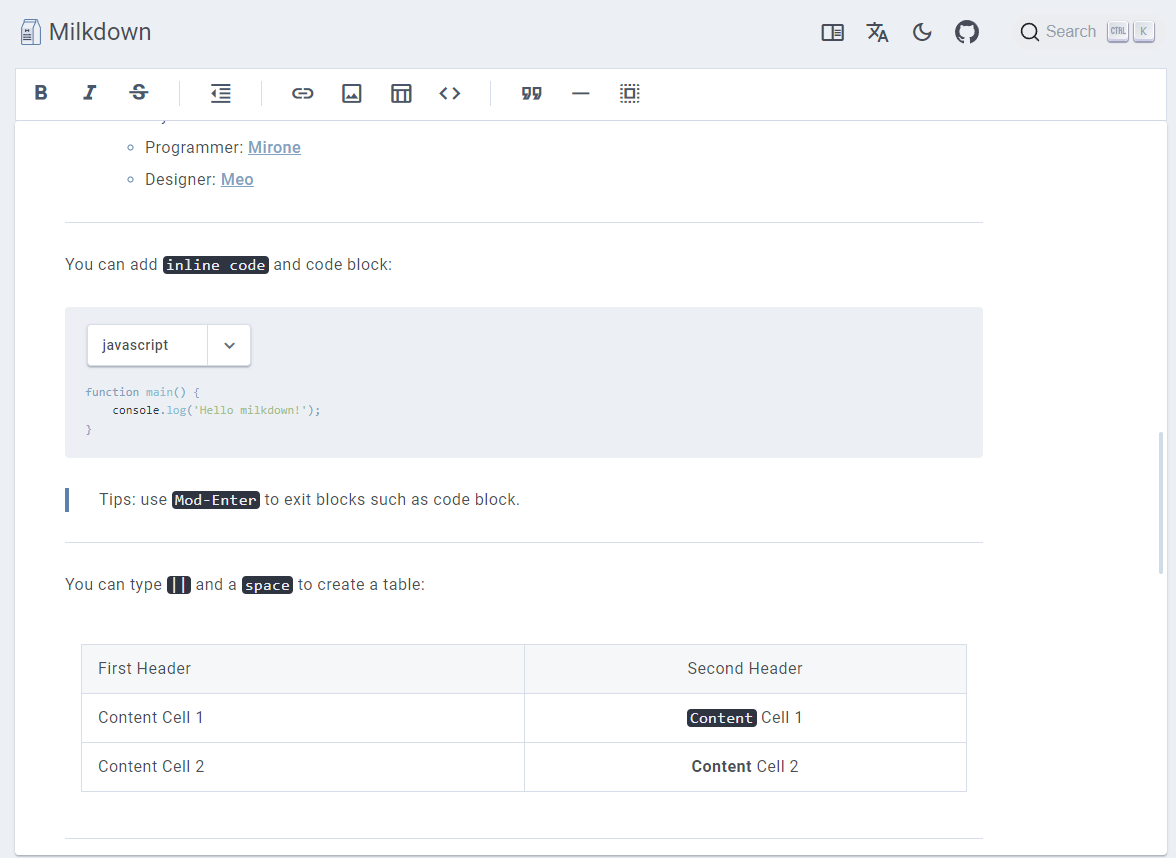 Milkdown
Search CTRL K
Programmer: Mirone
Designer: Meo
You can add inline code and code block:
javascript
function main() {
console.log('Hello milkdown!');
}
Tips: use Mod-Enter to exit blocks such as code block.
You can type || and a space to create a table:
First Header Second Header
Content Cell 1 Content Cell 1
Content Cell 2 Content Cell 2